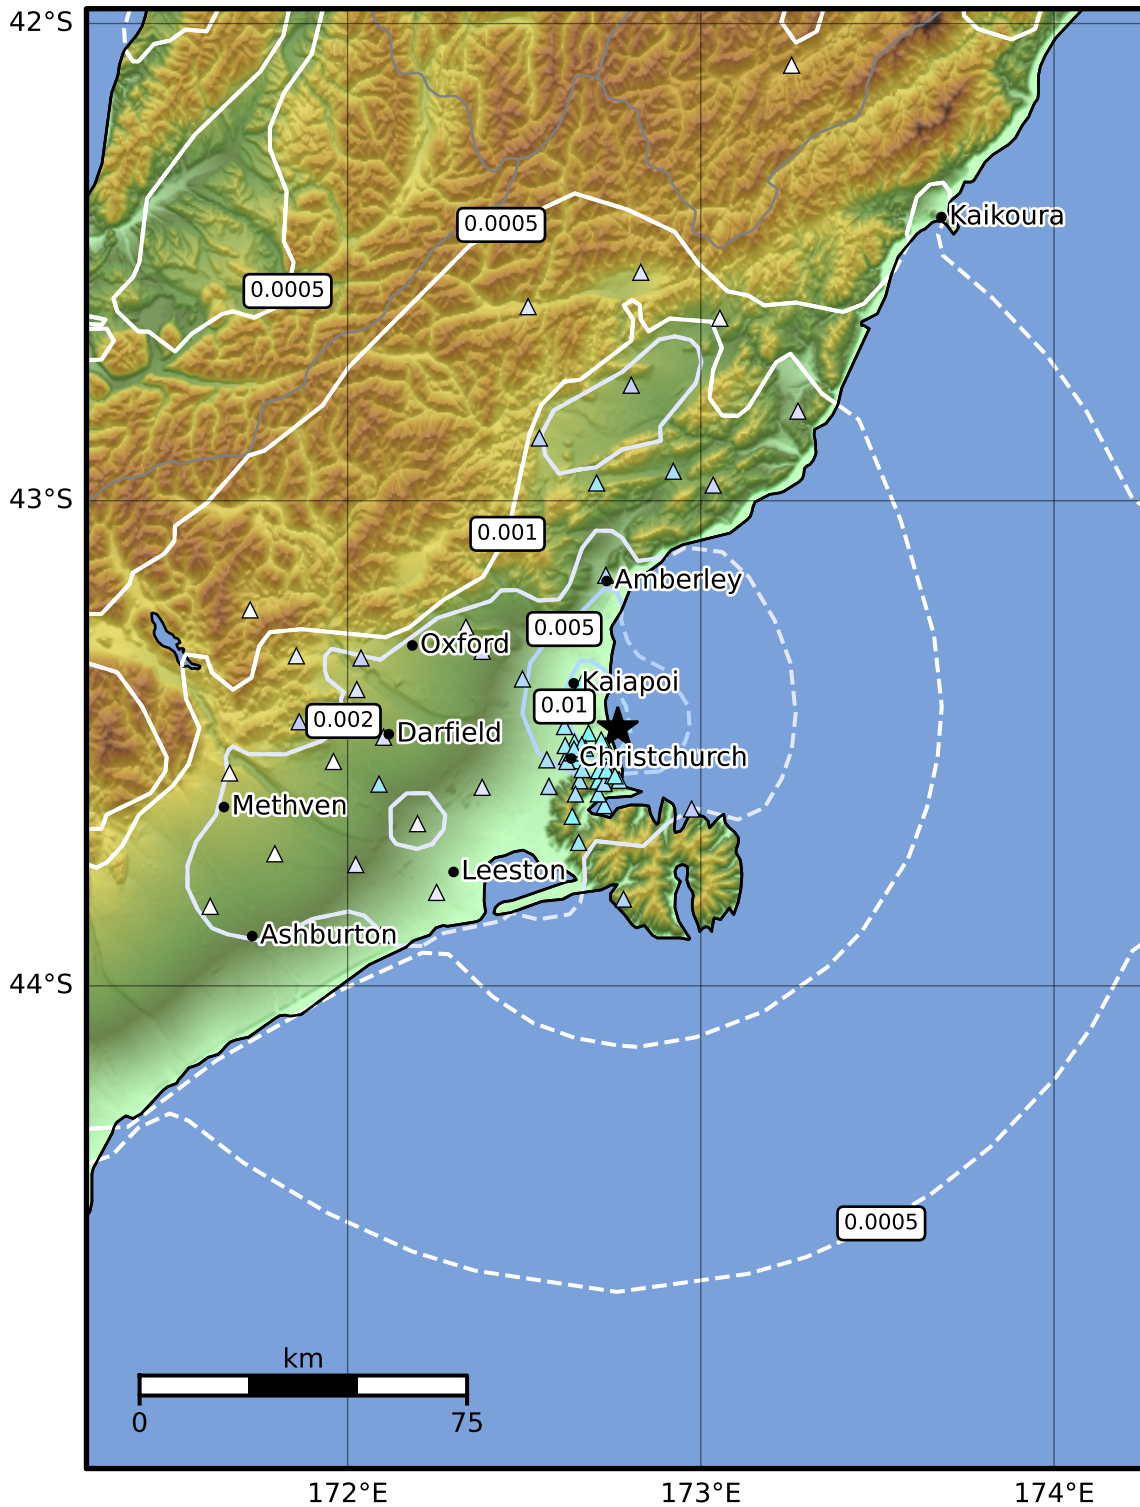 42°S
Kaikoura
0.0005
0.0005
43°S
0.001
Amberley
0.005
Oxford
Kaiapoi
0.01
0.002
Darfield
Christchurch
Methven
Leeston
Ashburton
44°S
0.0005
km
0
75
172°E
173°E
174°E